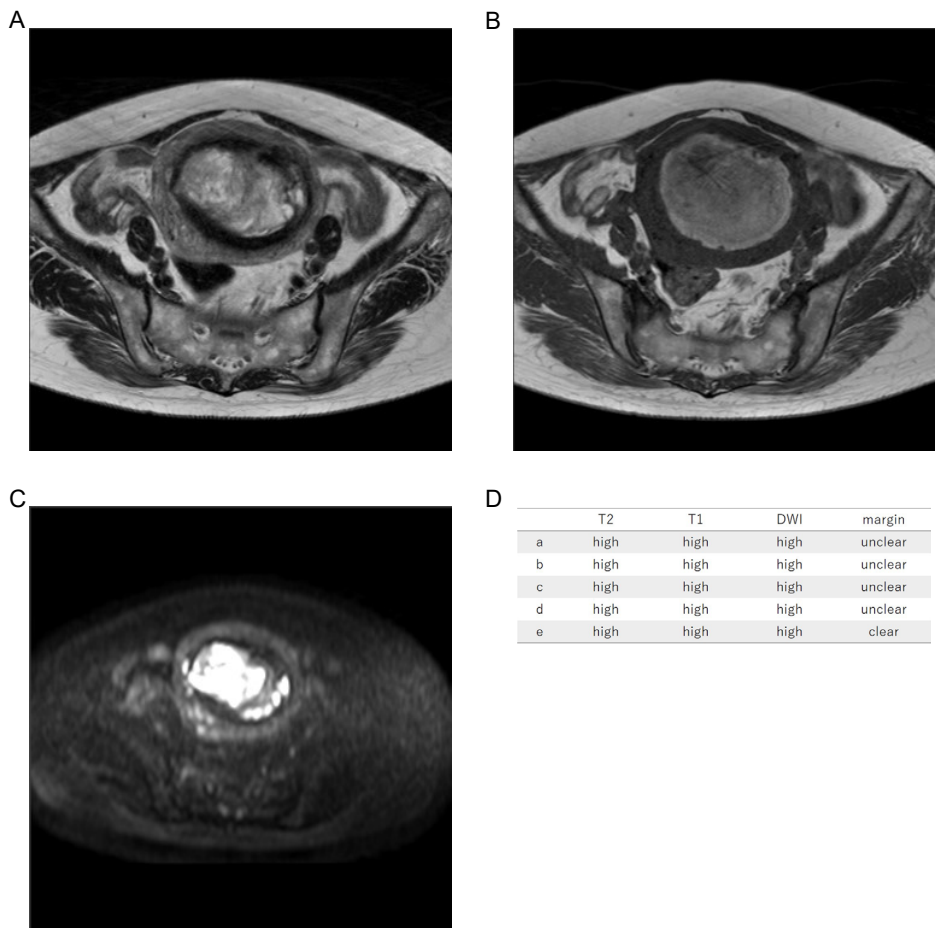 A
B
C
D
T2 T1 DWI margin
a high high high unclear
b high high high unclear
c high high high unclear
d high high high unclear
e high high high clear